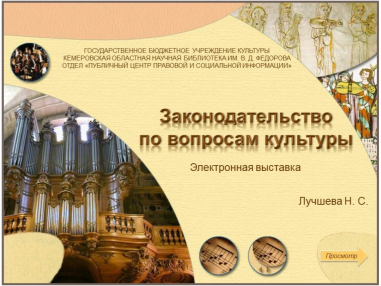 ГОСУДАРСТВЕННОЕ БЮДЖЕТНОЕ УЧРЕЖДЕНИЕ КУЛЬТУРЫ
КЕМЕРОВСКАЯ ОБЛАСТНАЯ НАУЧНАЯ БИБЛИОТЕКА ИМ. В. Д. ФЕДОРОВА
ОТДЕЛ «ПУБЛИЧНЫЙ ЦЕНТР ПРАВОВОЙ И СОЦИАЛЬНОЙ ИНФОРМАЦИИ»
Законодательство
по вопросам культуры
Электронная выставка
Лучшева Н. С.
Просмотр